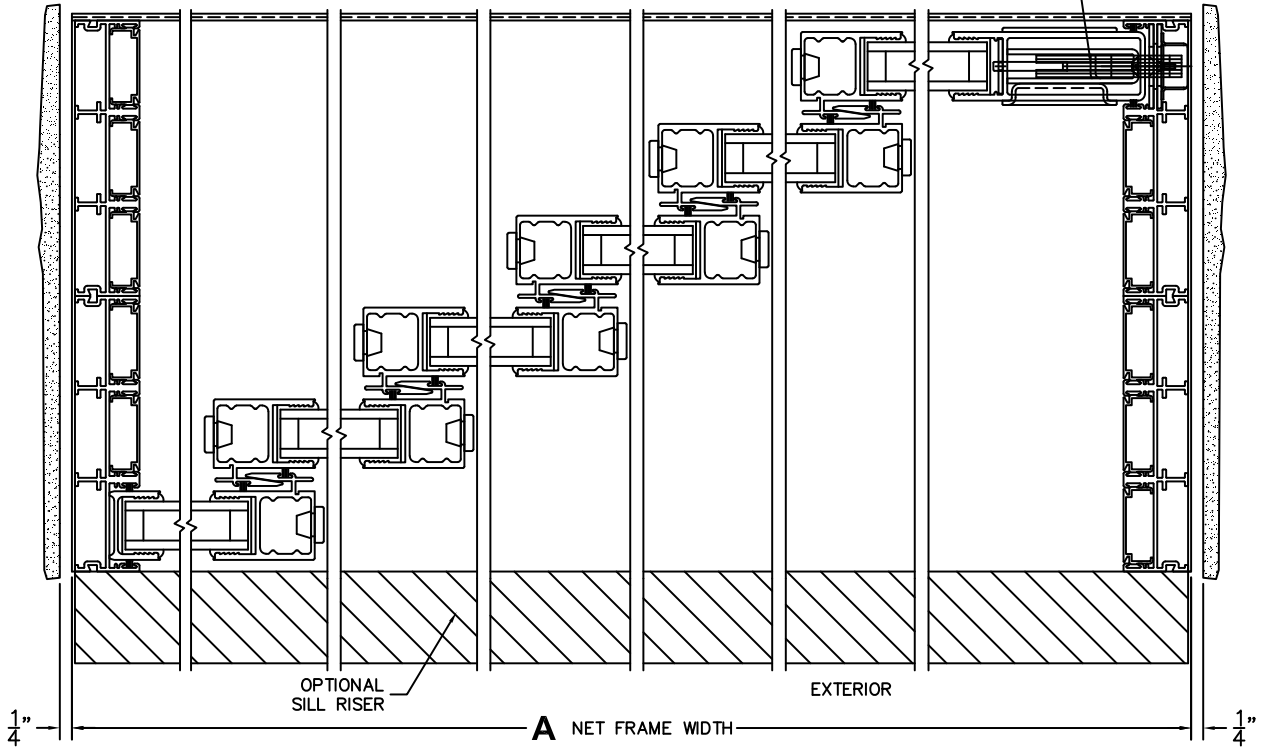 OPTIONAL
SILL RISER
EXTERIOR
1/4" A NET FRAME WIDTH 1/4"